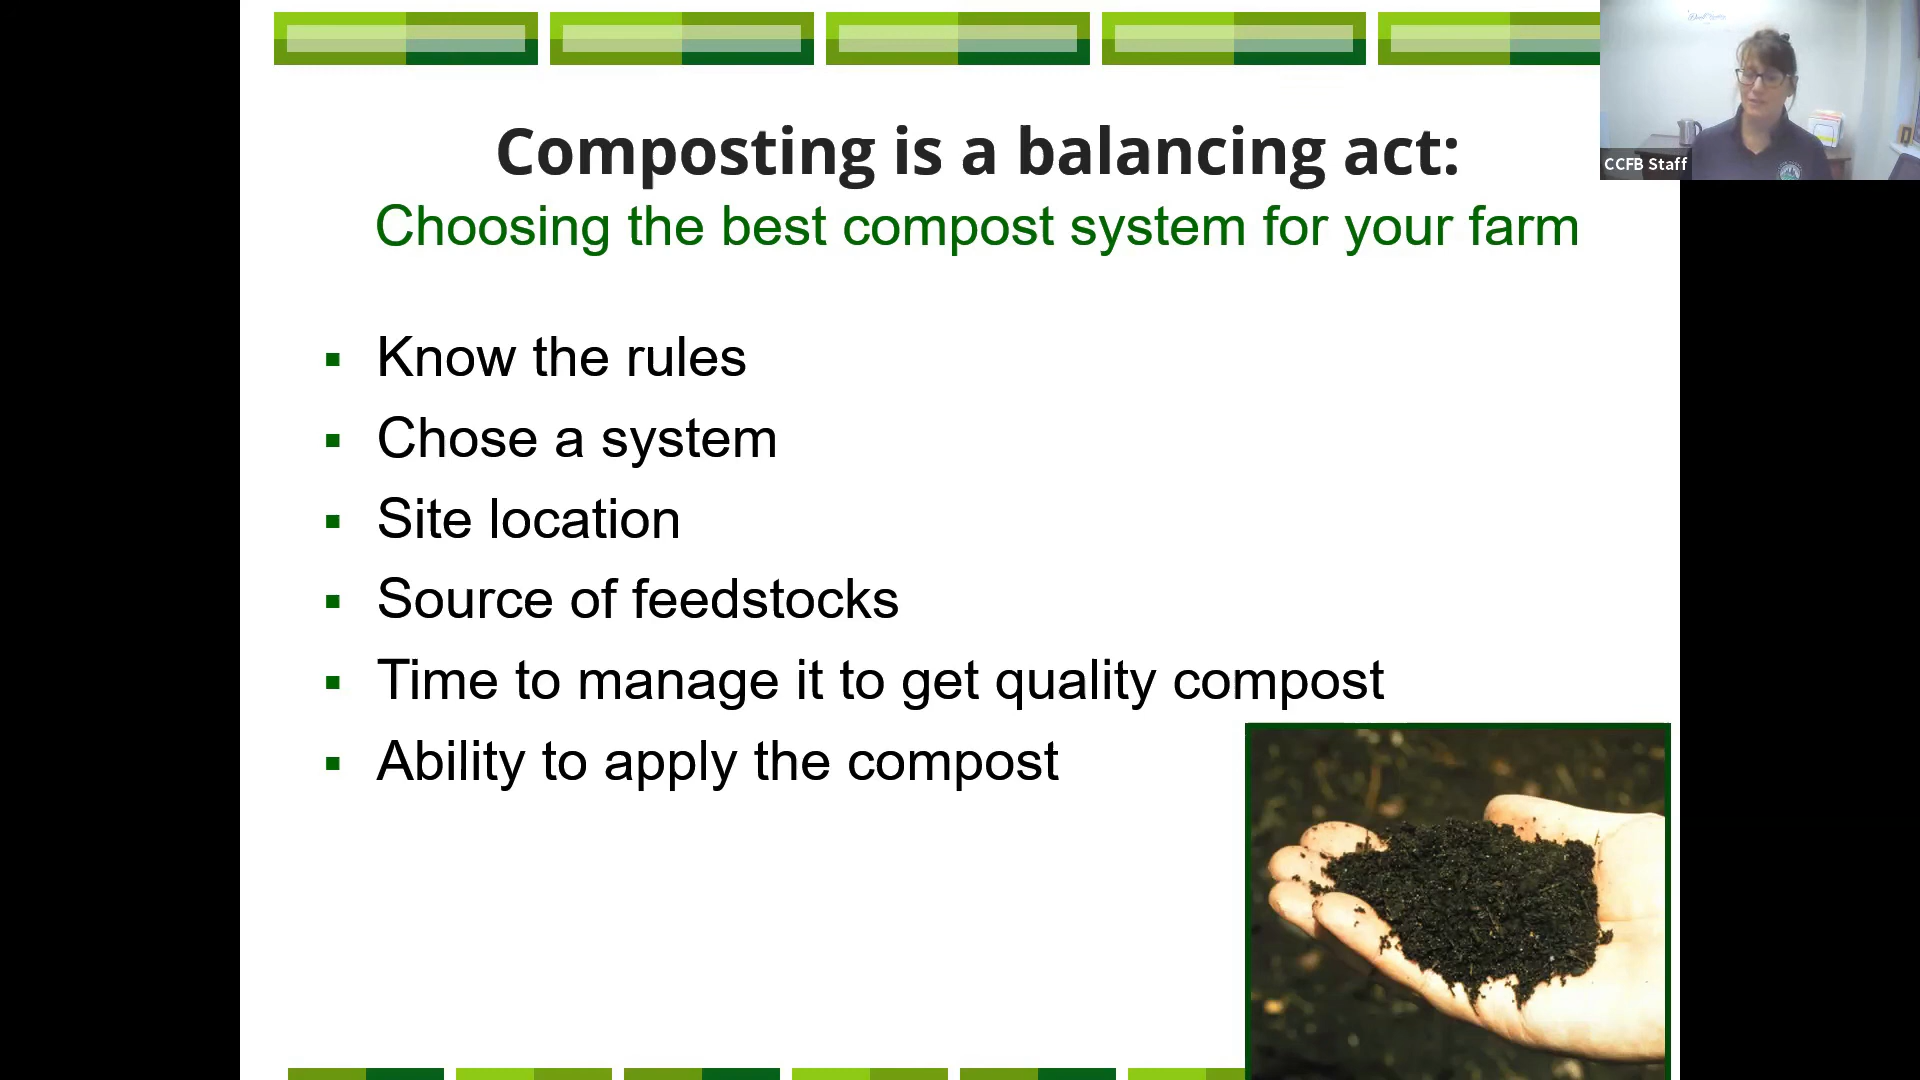 Composting is a balancing act:
Choosing the best compost system for your farm
Know the rules
Chose a system
Site location
Source of feedstocks
Time to manage it to get quality compost
Ability to apply the compost
CCFB Staff